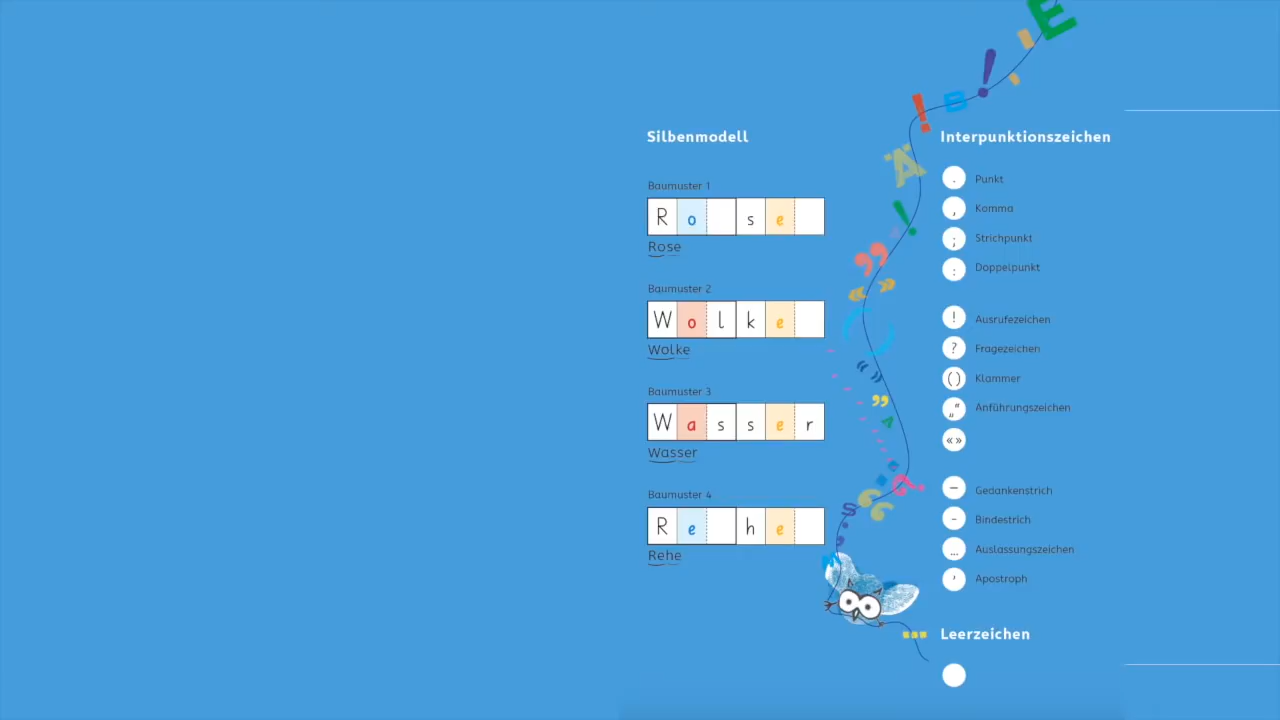 Silbenmodell
Baumuster 1
R o s e
Rose
Baumuster 2
W o l k e
Wolke
Baumuster 3
W a s s e r
Wasser
Baumuster 4
R e h e
Rehe
E
!
B
!
Ä
!
”
« »
( )
« »
”
A
?
“
S
Interpunktionszeichen
. Punkt
, Komma
; Strichpunkt
: Doppelpunkt
! Ausrufezeichen
? Fragezeichen
( ) Klammer
„“ Anführungszeichen
« »
– Gedankenstrich
- Bindestrich
… Auslassungszeichen
’ Apostroph
Leerzeichen